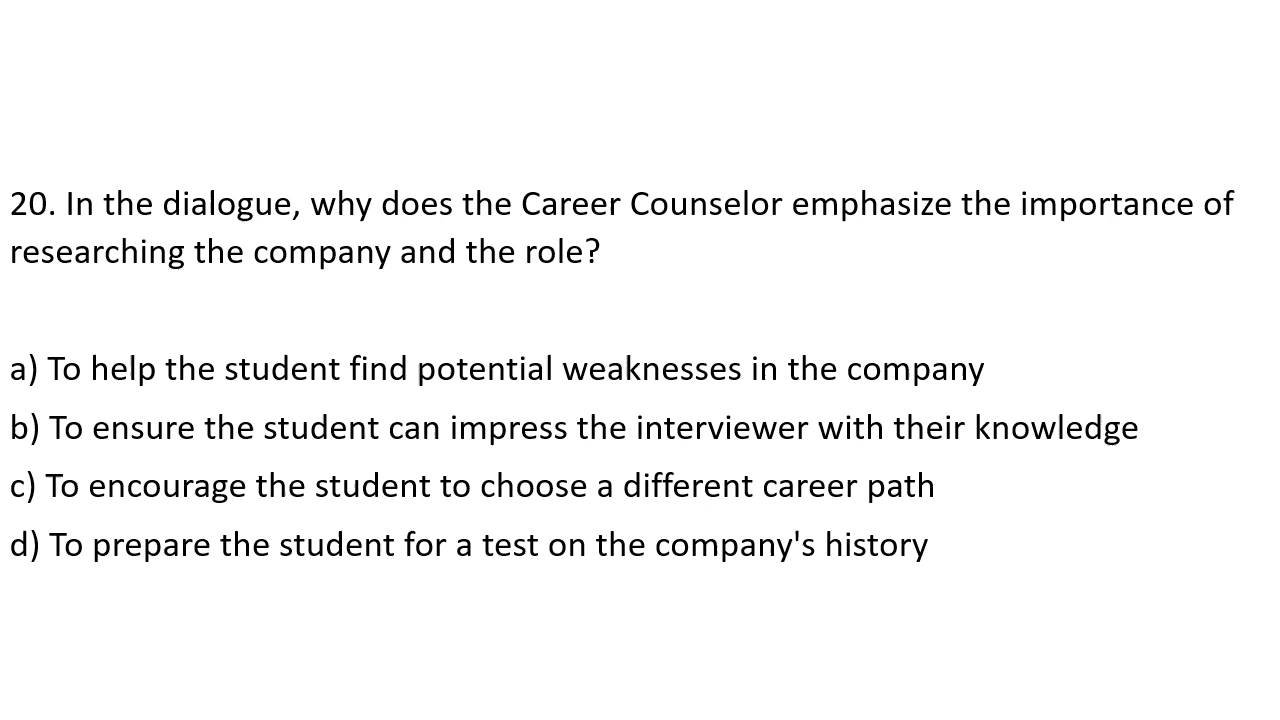 20. In the dialogue, why does the Career Counselor emphasize the importance of
researching the company and the role?
a) To help the student find potential weaknesses in the company
b) To ensure the student can impress the interviewer with their knowledge
c) To encourage the student to choose a different career path
d) To prepare the student for a test on the company's history